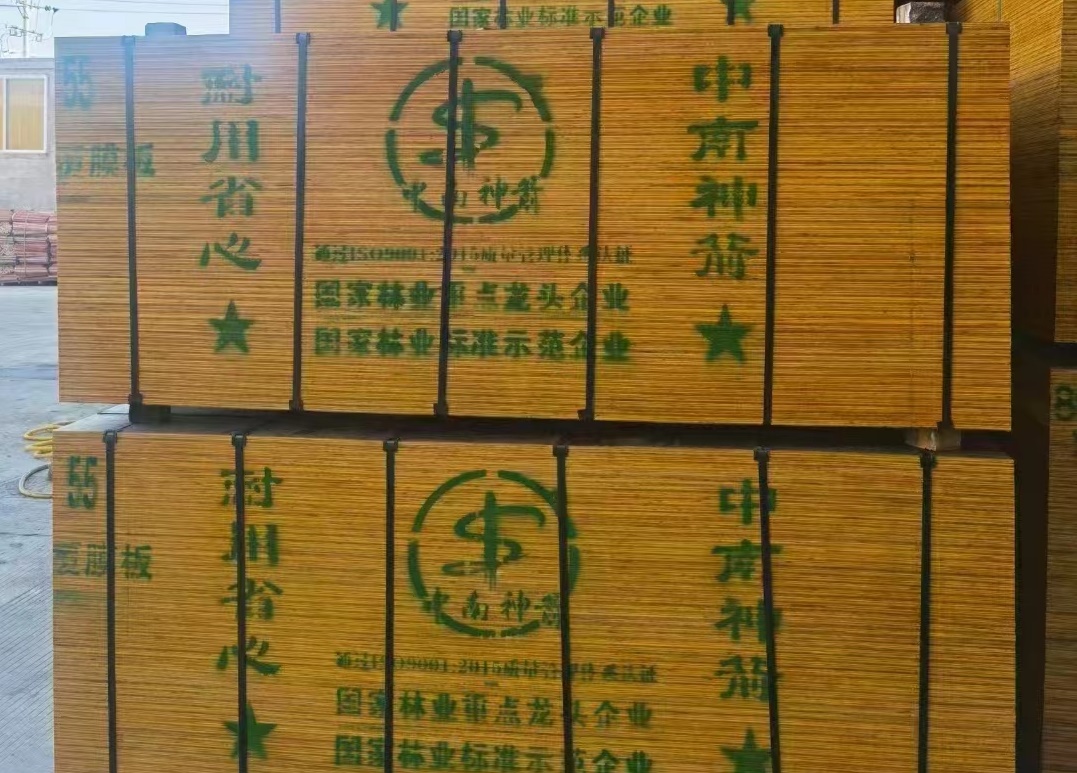 国家林业标准示范企业
55
覆膜板
耐用省心
中南神箭
中南神箭
通过ISO9001:2015质量管理体系认证
国家林业重点龙头企业
国家林业标准示范企业
55
覆膜板
耐用省心
中南神箭
中南神箭
通过ISO9001:2015质量管理体系认证
国家林业重点龙头企业
国家林业标准示范企业